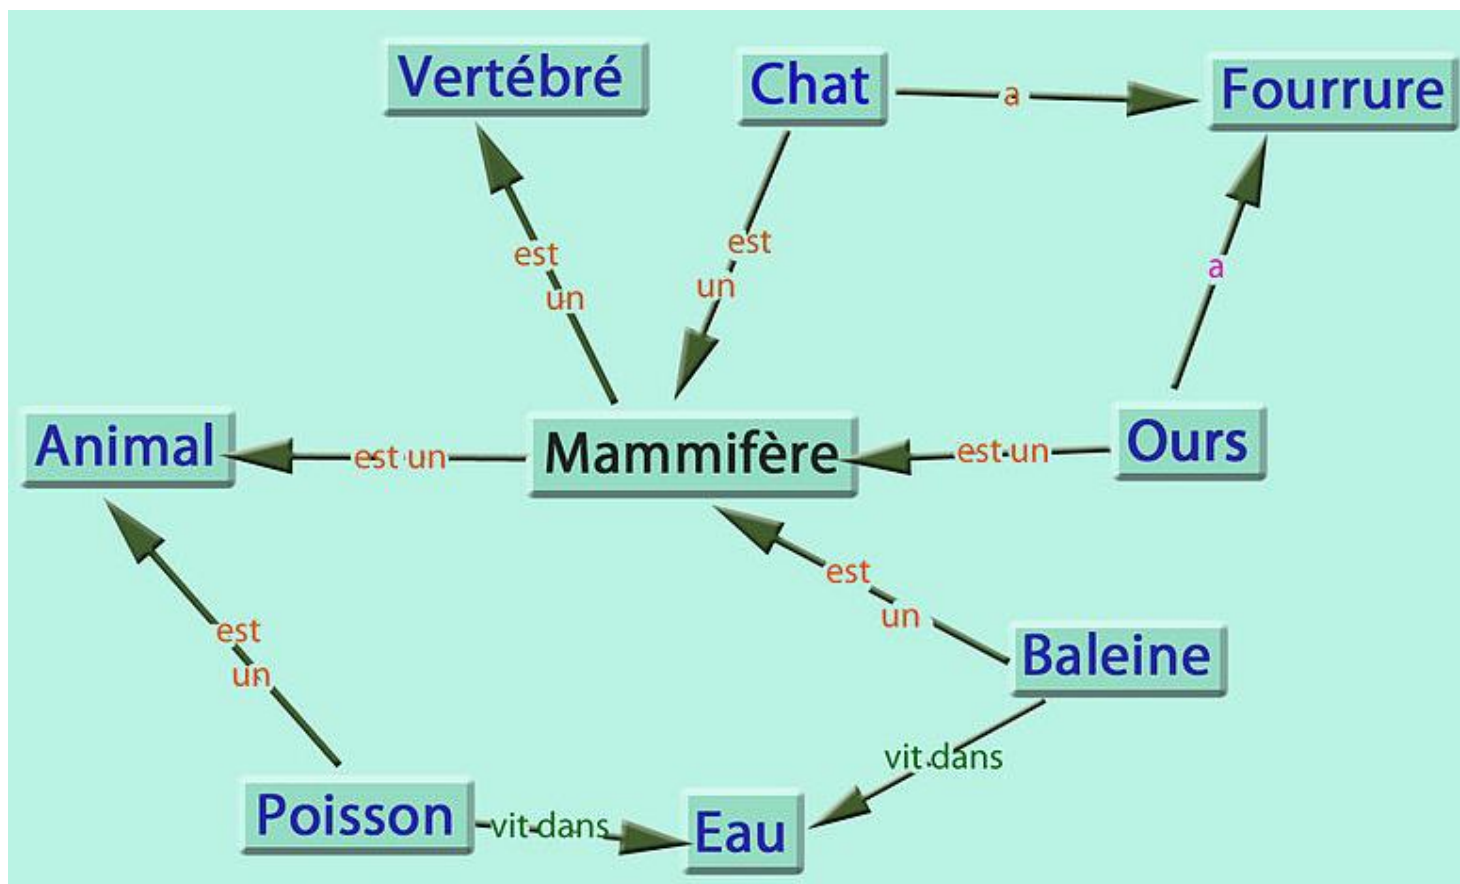 Vertébré
Chat
a
Fourrure
est
un
est
un
a
Animal
est un
Mammifère
est un
Ours
est
un
est
un
Baleine
vit dans
Poisson
vit dans
Eau